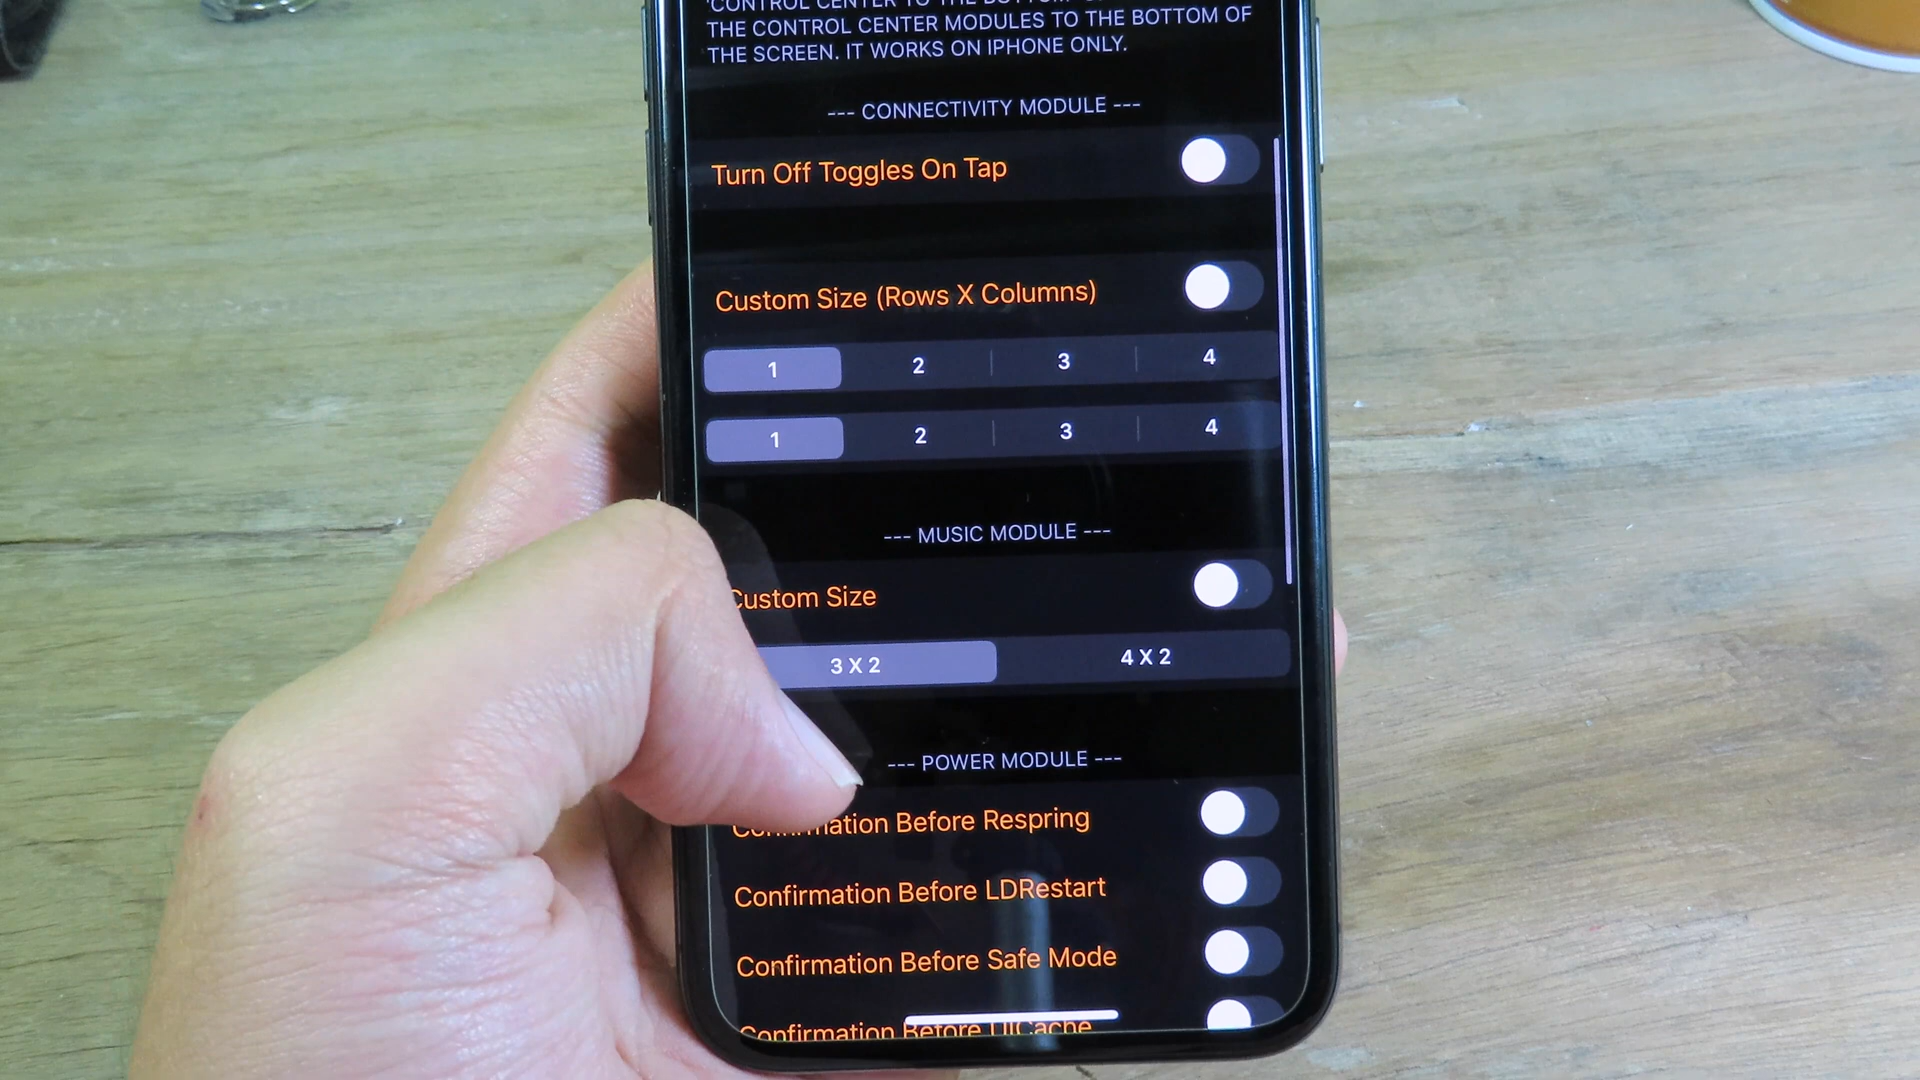 'CONTROL CENTER TO THE BOTTOM'
THE CONTROL CENTER MODULES TO THE BOTTOM OF
THE SCREEN. IT WORKS ON IPHONE ONLY.
--- CONNECTIVITY MODULE ---
Turn Off Toggles On Tap
Custom Size (Rows X Columns)
1 2 3 4
1 2 3 4
--- MUSIC MODULE ---
Custom Size
3 X 2 4 X 2
--- POWER MODULE ---
Confirmation Before Respring
Confirmation Before LDRestart
Confirmation Before Safe Mode
Confirmation Before UICache